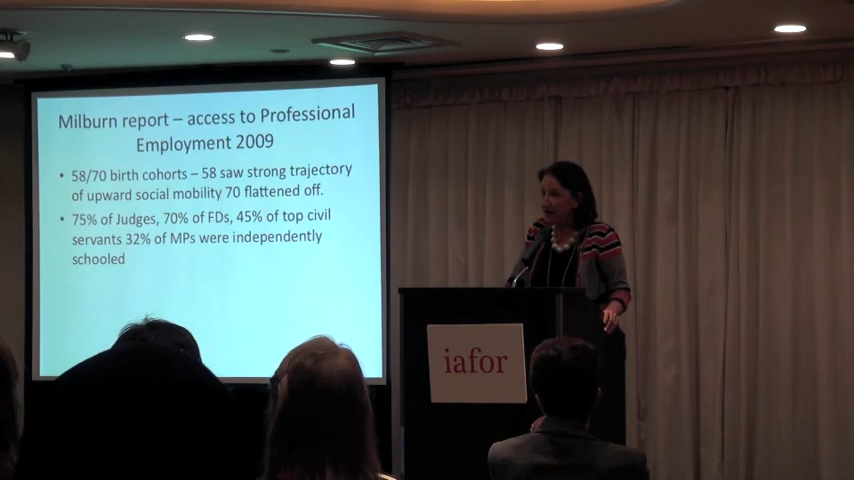 Milburn report – access to Professional
Employment 2009
• 58/70 birth cohorts – 58 saw strong trajectory
of upward social mobility 70 flattened off.
• 75% of Judges, 70% of FDs, 45% of top civil
servants 32% of MPs were independently
schooled
iafor